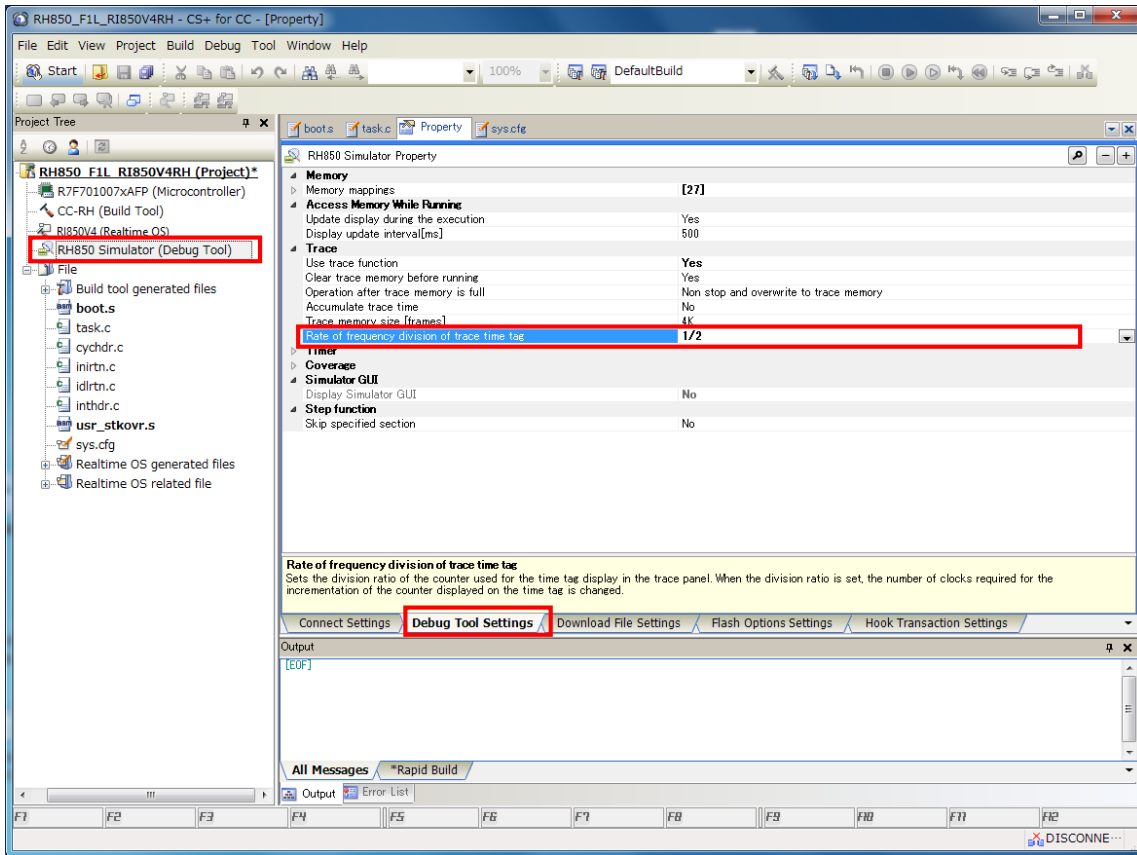 RH850_F1L_RI850V4RH - CS+ for CC - [Property]
File Edit View Project Build Debug Tool Window Help
Start 100% DefaultBuild
Project Tree
boot.s task.c Property sys.cfg
RH850 Simulator Property
RH850_F1L_RI850V4RH (Project)*
R7F701007xAFP (Microcontroller)
CC-RH (Build Tool)
RI850V4 (Realtime OS)
RH850 Simulator (Debug Tool)
File
Build tool generated files
boot.s
task.c
cychdr.c
inirtn.c
idlrtn.c
inthdr.c
usr_stkovr.s
sys.cfg
Realtime OS generated files
Realtime OS related file
Memory
Memory mappings [27]
Access Memory While Running
Update display during the execution Yes
Display update interval[ms] 500
Trace
Use trace function Yes
Clear trace memory before running Yes
Operation after trace memory is full Non stop and overwrite to trace memory
Accumulate trace time No
Trace memory size [frames] 4K
Rate of frequency division of trace time tag 1/2
Timer
Coverage
Simulator GUI
Display Simulator GUI No
Step function
Skip specified section No
Rate of frequency division of trace time tag
Sets the division ratio of the counter used for the time tag display in the trace panel. When the division ratio is set, the number of clocks required for the
incrementation of the counter displayed on the time tag is changed.
Connect Settings Debug Tool Settings Download File Settings Flash Options Settings Hook Transaction Settings
Output
[EOF]
All Messages *Rapid Build
Output Error List
F1 F2 F3 F4 F5 F6 F7 F8 F9 F10 F11 F12
DISCONNE...